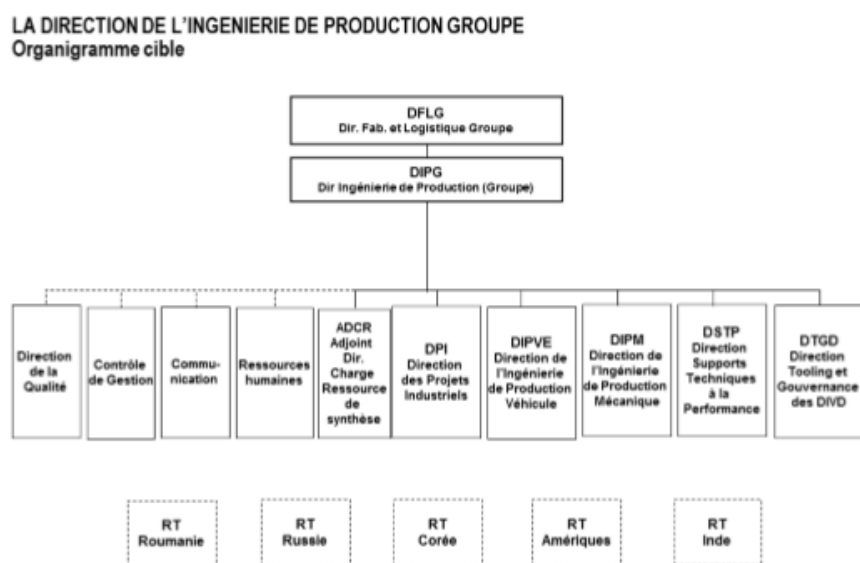 LA DIRECTION DE L'INGENIERIE DE PRODUCTION GROUPE
Organigramme cible
DFLG
Dir. Fab. et Logistique Groupe
DIPG
Dir Ingénierie de Production (Groupe)
Direction
de la
Qualité
Contrôle
de Gestion
Commu-
nication
Ressources
humaines
ADCR
Adjoint
Dir.
Charge
Ressource
de
synthèse
DPI
Direction
des Projets
Industriels
DIPVE
Direction de
l'Ingénierie
de Production
Véhicule
DIPM
Direction de
l'Ingénierie
de Production
Mécanique
DSTP
Direction
Supports
Techniques
à la
Performance
DTGD
Direction
Tooling et
Gouvernance
des DIVD
RT
Roumanie
RT
Russie
RT
Corée
RT
Amériques
RT
Inde